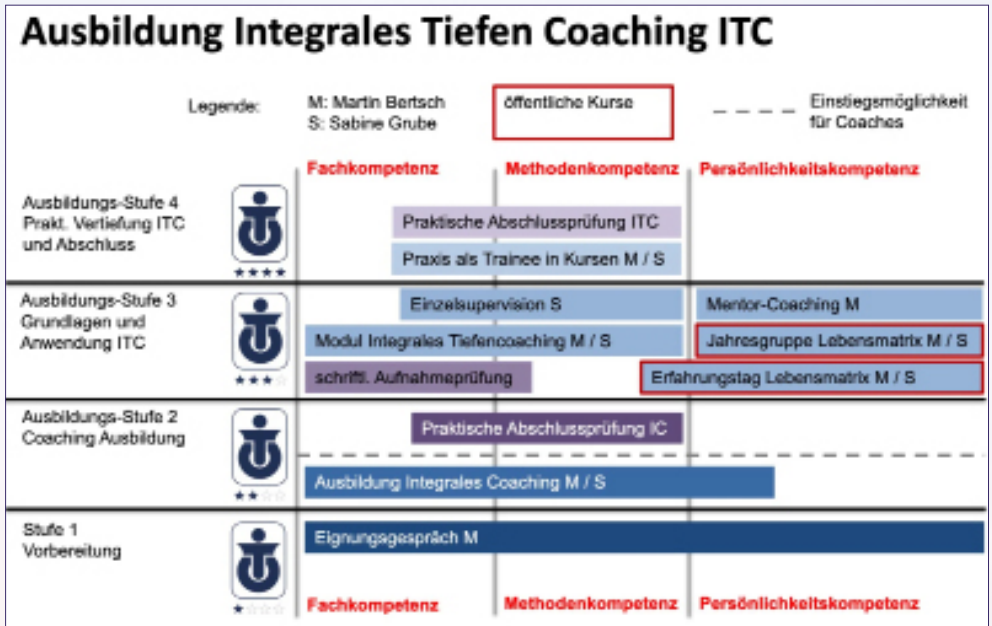 Ausbildung Integrales Tiefen Coaching ITC
Legende:
M: Martin Bertsch
S: Sabine Grube
öffentliche Kurse
Einstiegsmöglichkeit
für Coaches
Fachkompetenz
Methodenkompetenz
Persönlichkeitskompetenz
Ausbildungs-Stufe 4
Prakt. Vertiefung ITC
und Abschluss
Praktische Abschlussprüfung ITC
Praxis als Trainee in Kursen M / S
Ausbildungs-Stufe 3
Grundlagen und
Anwendung ITC
Einzelsupervision S
Mentor-Coaching M
Modul Integrales Tiefencoaching M / S
Jahresgruppe Lebensmatrix M / S
schriftl. Aufnahmeprüfung
Erfahrungstag Lebensmatrix M / S
Ausbildungs-Stufe 2
Coaching Ausbildung
Praktische Abschlussprüfung IC
Ausbildung Integrales Coaching M / S
Stufe 1
Vorbereitung
Eignungsgespräch M
Fachkompetenz
Methodenkompetenz
Persönlichkeitskompetenz